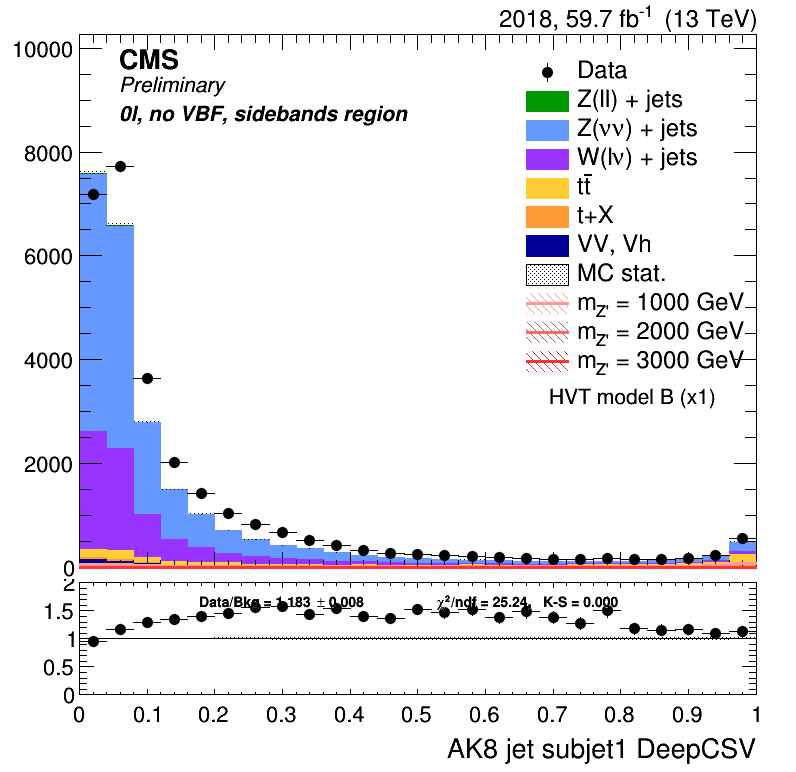 2018, 59.7 fb⁻¹ (13 TeV)
CMS
Preliminary
0l, no VBF, sidebands region
Data
Z(ll) + jets
Z(νν) + jets
W(lν) + jets
tt̄
t+X
VV, Vh
MC stat.
m_Z' = 1000 GeV
m_Z' = 2000 GeV
m_Z' = 3000 GeV
HVT model B (x1)
10000
8000
6000
4000
2000
0
Data/Bkg = 1.183 ± 0.008 χ²/ndf = 25.24, K-S = 0.000
2
1.5
1
0.5
0
0 0.1 0.2 0.3 0.4 0.5 0.6 0.7 0.8 0.9 1
AK8 jet subjet1 DeepCSV